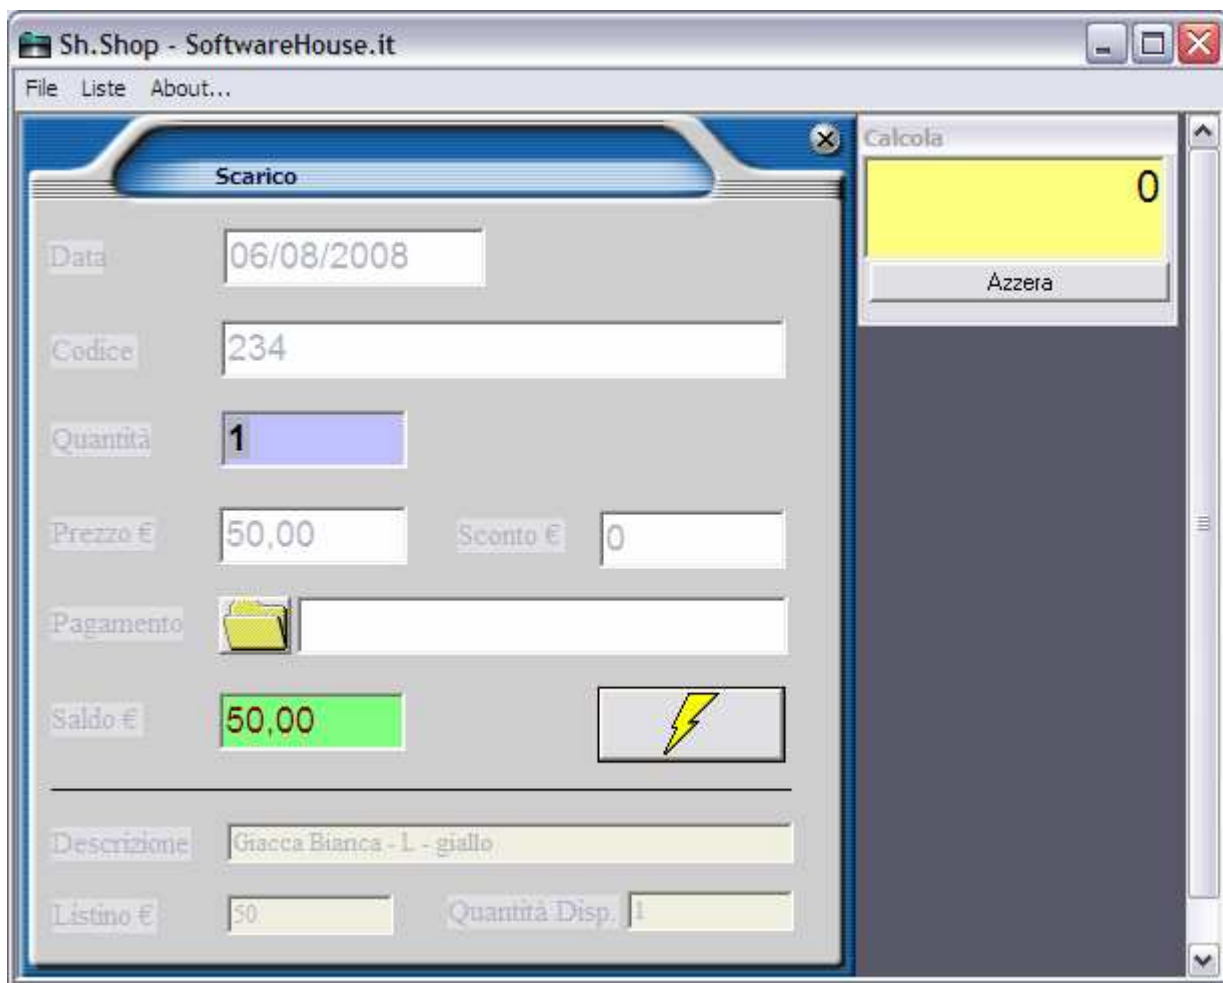 Sh.Shop - SoftwareHouse.it
File Liste About...
Scarico
Calcola
0
Azzera
Data 06/08/2008
Codice 234
Quantità 1
Prezzo € 50,00 Sconto € 0
Pagamento
Saldo € 50,00
Descrizione Giacca Bianca - L - giallo
Listino € 50 Quantità Disp. 1